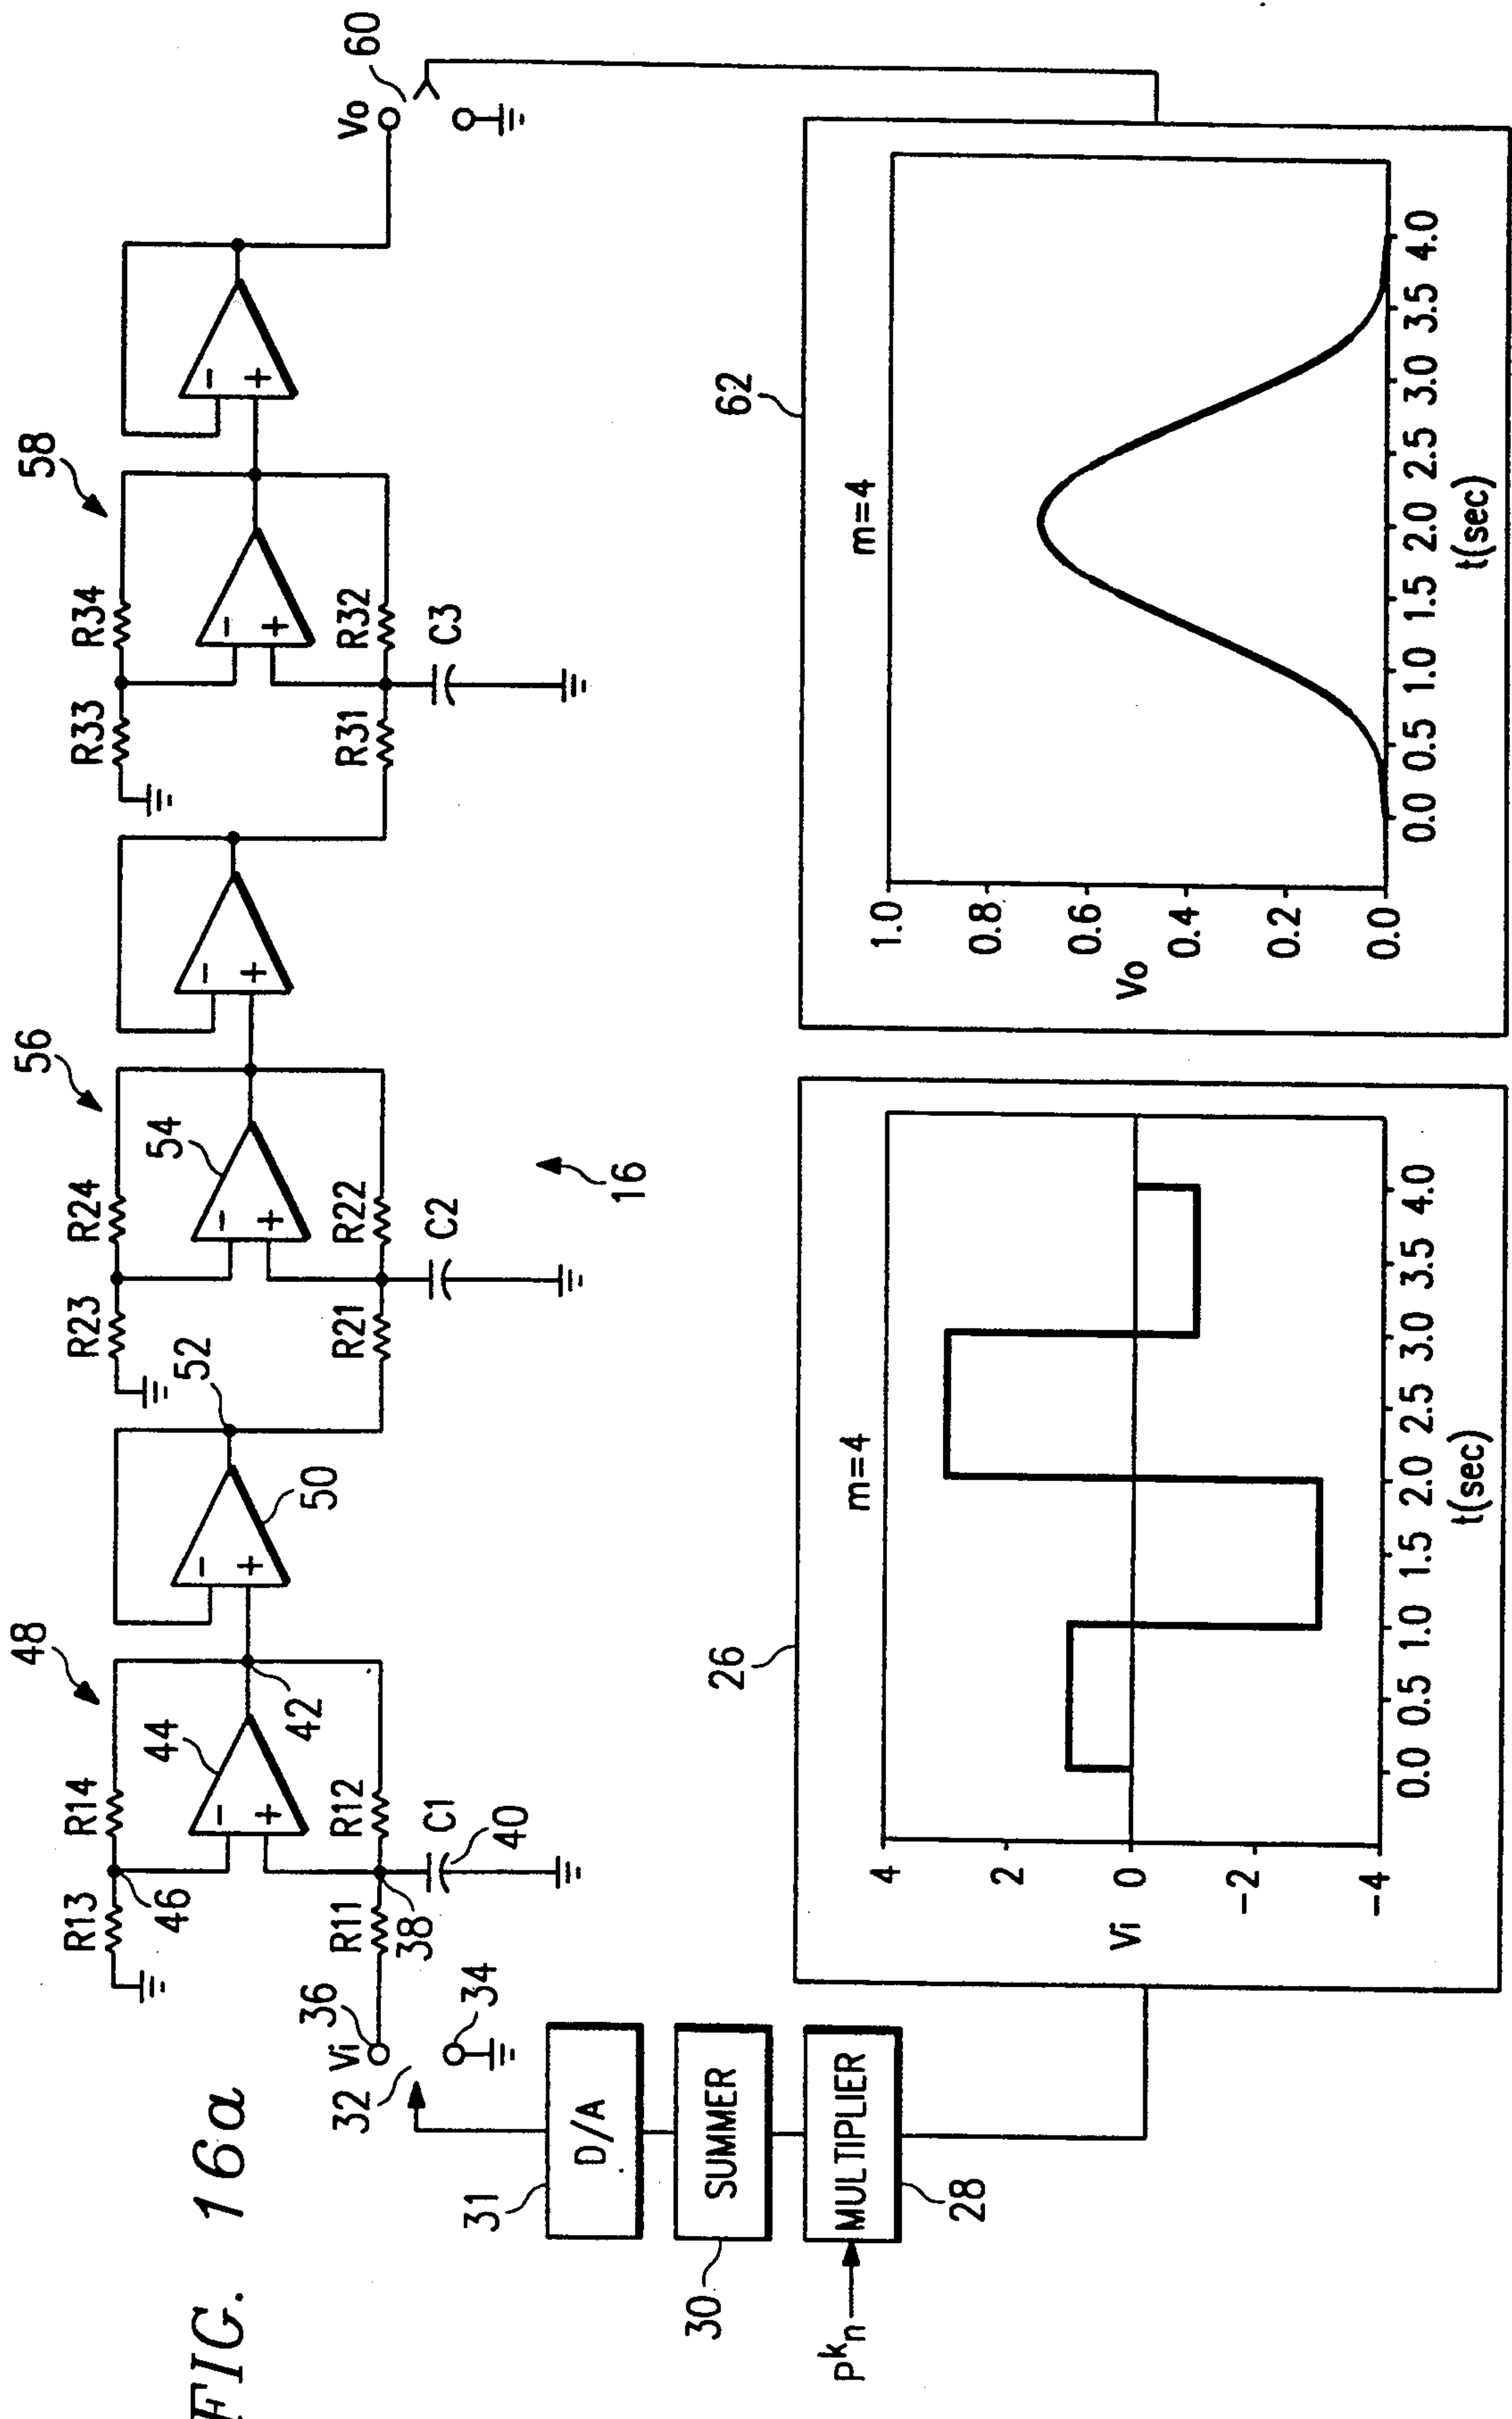 FIG. 16a
48
56
58
R13
R14
R23
R24
R33
R34
46
44
54
-
+
-
+
-
+
-
+
-
+
-
+
42
50
52
Vi
36
R11
R12
R21
R22
R31
R32
Vo
60
38
C1
C2
C3
40
32
34
16
31
D/A
30
SUMMER
MULTIPLIER
28
pkn
26
m=4
4
2
0
-2
-4
Vi
0.0 0.5 1.0 1.5 2.0 2.5 3.0 3.5 4.0
t(sec)
62
m=4
1.0
0.8
0.6
0.4
0.2
0.0
Vo
0.0 0.5 1.0 1.5 2.0 2.5 3.0 3.5 4.0
t(sec)